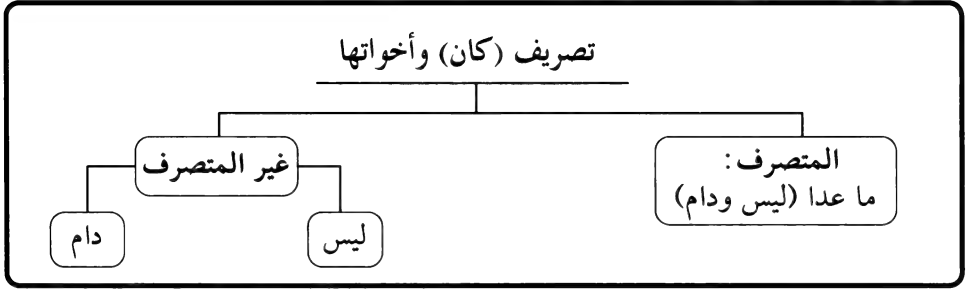 تصريف (كان) وأخواتها
المتصرف:
ما عدا (ليس ودام)
غير المتصرف
ليس
دام